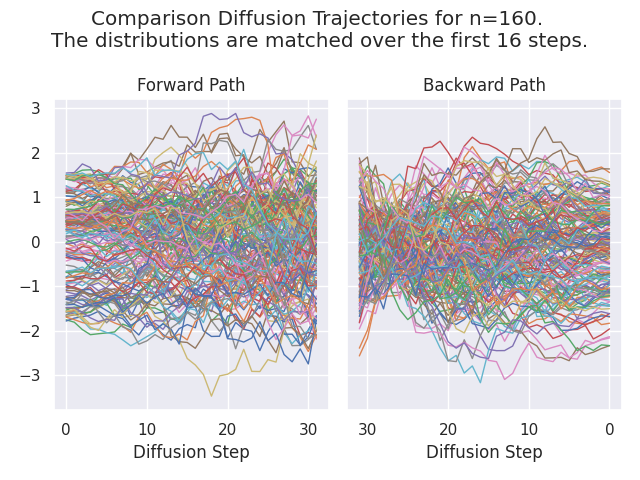 Comparison Diffusion Trajectories for n=160.
The distributions are matched over the first 16 steps.
Forward Path
Backward Path
3
2
1
0
−1
−2
−3
0 10 20 30
30 20 10 0
Diffusion Step
Diffusion Step